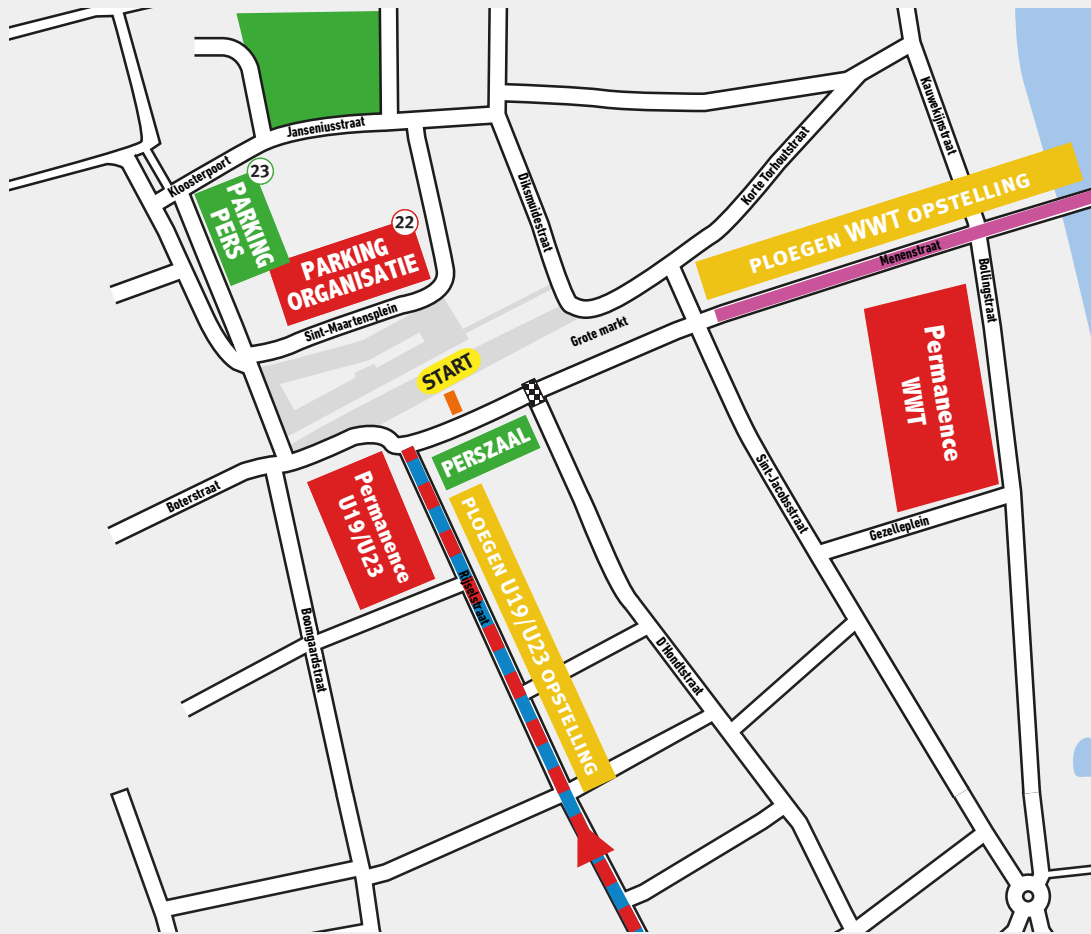 Janseniusstraat
Kloosterpoort
23
PARKING
PERS
22
PARKING
ORGANISATIE
Sint-Maartensplein
Diksmuidestraat
Korte Torhoutstraat
Kauwekijnstraat
PLOEGEN WWT OPSTELLING
Menenstraat
Bollingstraat
Grote markt
START
PERSZAAL
Permanence
WWT
Boterstraat
Permanence
U19/U23
Rijselstraat
PLOEGEN U19/U23 OPSTELLING
Sint-Jacobsstraat
Gezelleplein
Boomgaardstraat
D'Hondtstraat